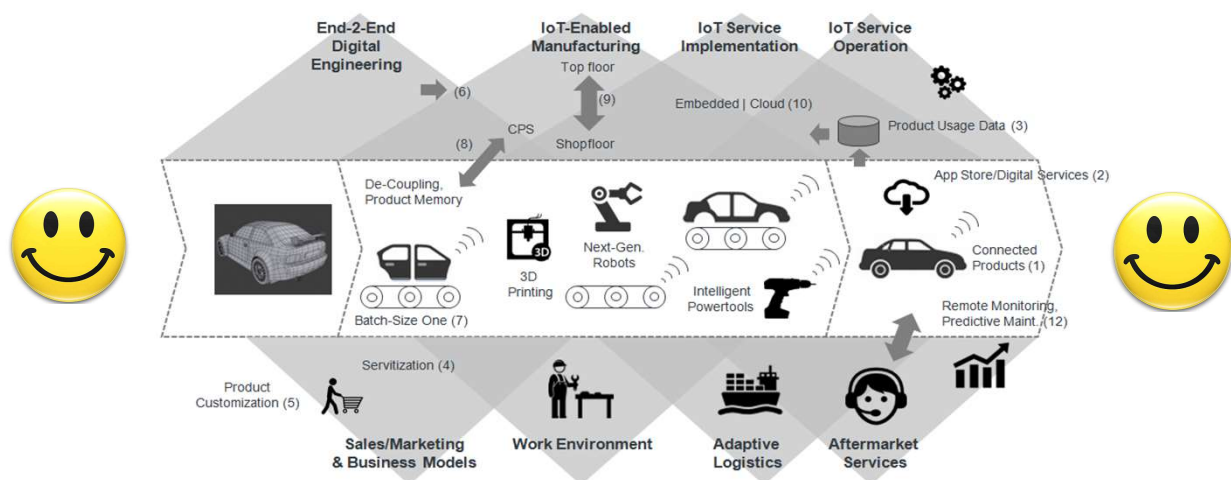 End-2-End
Digital
Engineering
IoT-Enabled
Manufacturing
IoT Service
Implementation
IoT Service
Operation
Top floor
(6)
(9)
Embedded | Cloud (10)
CPS
Product Usage Data (3)
(8)
Shopfloor
De-Coupling,
Product Memory
App Store/Digital Services (2)
3D
3D
Printing
Next-Gen.
Robots
Connected
Products (1)
Intelligent
Powertools
Batch-Size One (7)
Remote Monitoring,
Predictive Maint. (12)
Servitization (4)
Product
Customization (5)
Sales/Marketing
& Business Models
Work Environment
Adaptive
Logistics
Aftermarket
Services